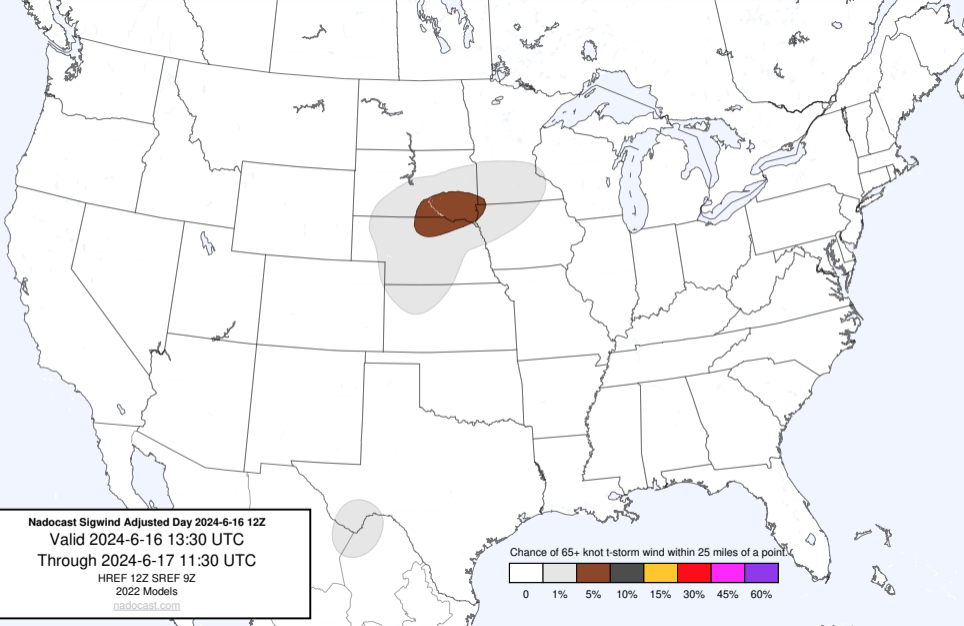 Nadocast Sigwind Adjusted Day 2024-6-16 12Z
Valid 2024-6-16 13:30 UTC
Through 2024-6-17 11:30 UTC
HREF 12Z SREF 9Z
2022 Models
nadocast.com
Chance of 65+ knot t-storm wind within 25 miles of a point.
0 1% 5% 10% 15% 30% 45% 60%